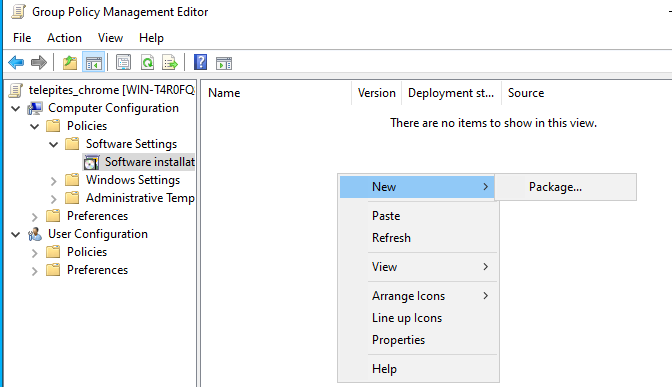 Group Policy Management Editor
File Action View Help
telepites_chrome [WIN-T4R0FQ
Computer Configuration
Policies
Software Settings
Software installat
Windows Settings
Administrative Temp
Preferences
User Configuration
Policies
Preferences
Name Version Deployment st... Source
There are no items to show in this view.
New
Paste
Refresh
View
Arrange Icons
Line up Icons
Properties
Help
Package...